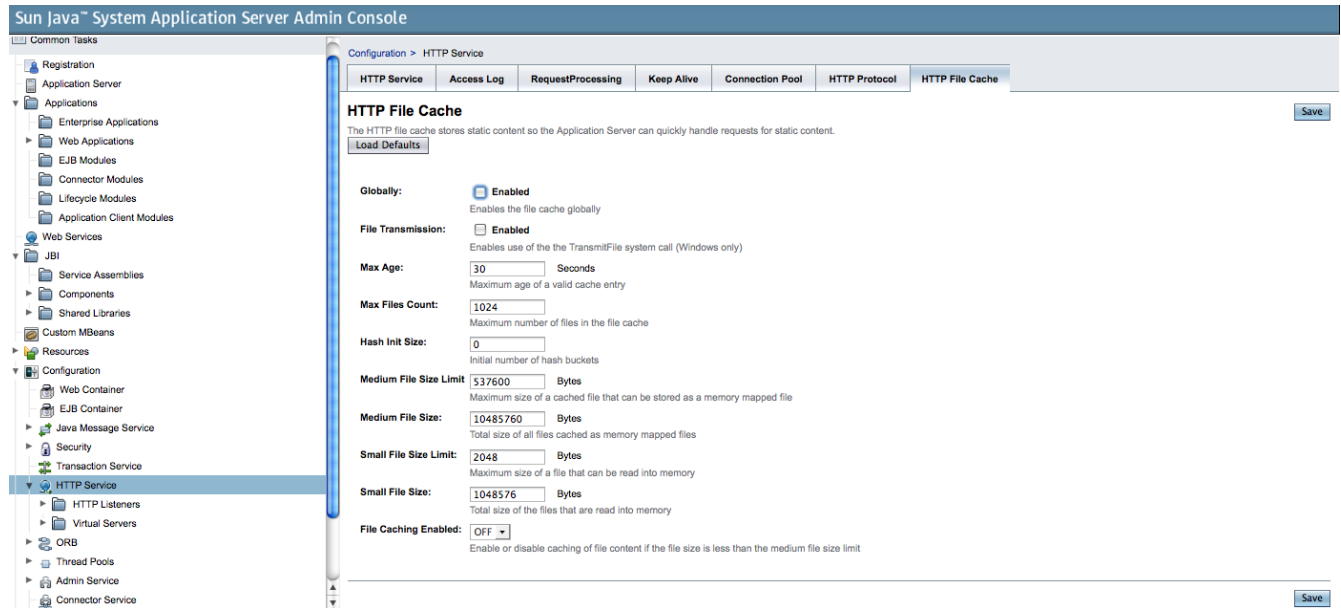 Sun Java™ System Application Server Admin Console
Common Tasks
Registration
Application Server
Applications
Enterprise Applications
Web Applications
EJB Modules
Connector Modules
Lifecycle Modules
Application Client Modules
Web Services
JBI
Service Assemblies
Components
Shared Libraries
Custom MBeans
Resources
Configuration
Web Container
EJB Container
Java Message Service
Security
Transaction Service
HTTP Service
HTTP Listeners
Virtual Servers
ORB
Thread Pools
Admin Service
Connector Service
Configuration > HTTP Service
HTTP Service Access Log RequestProcessing Keep Alive Connection Pool HTTP Protocol HTTP File Cache
HTTP File Cache
Save
The HTTP file cache stores static content so the Application Server can quickly handle requests for static content.
Load Defaults
Globally: Enabled
Enables the file cache globally
File Transmission: Enabled
Enables use of the the TransmitFile system call (Windows only)
Max Age: 30 Seconds
Maximum age of a valid cache entry
Max Files Count: 1024
Maximum number of files in the file cache
Hash Init Size: 0
Initial number of hash buckets
Medium File Size Limit 537600 Bytes
Maximum size of a cached file that can be stored as a memory mapped file
Medium File Size: 10485760 Bytes
Total size of all files cached as memory mapped files
Small File Size Limit: 2048 Bytes
Maximum size of a file that can be read into memory
Small File Size: 1048576 Bytes
Total size of the files that are read into memory
File Caching Enabled: OFF
Enable or disable caching of file content if the file size is less than the medium file size limit
Save